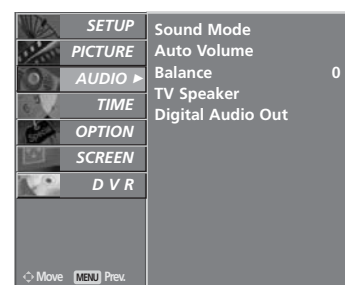 SETUP
PICTURE
AUDIO ►
TIME
OPTION
SCREEN
D V R
Sound Mode
Auto Volume
Balance 0
TV Speaker
Digital Audio Out
Move MENU Prev.